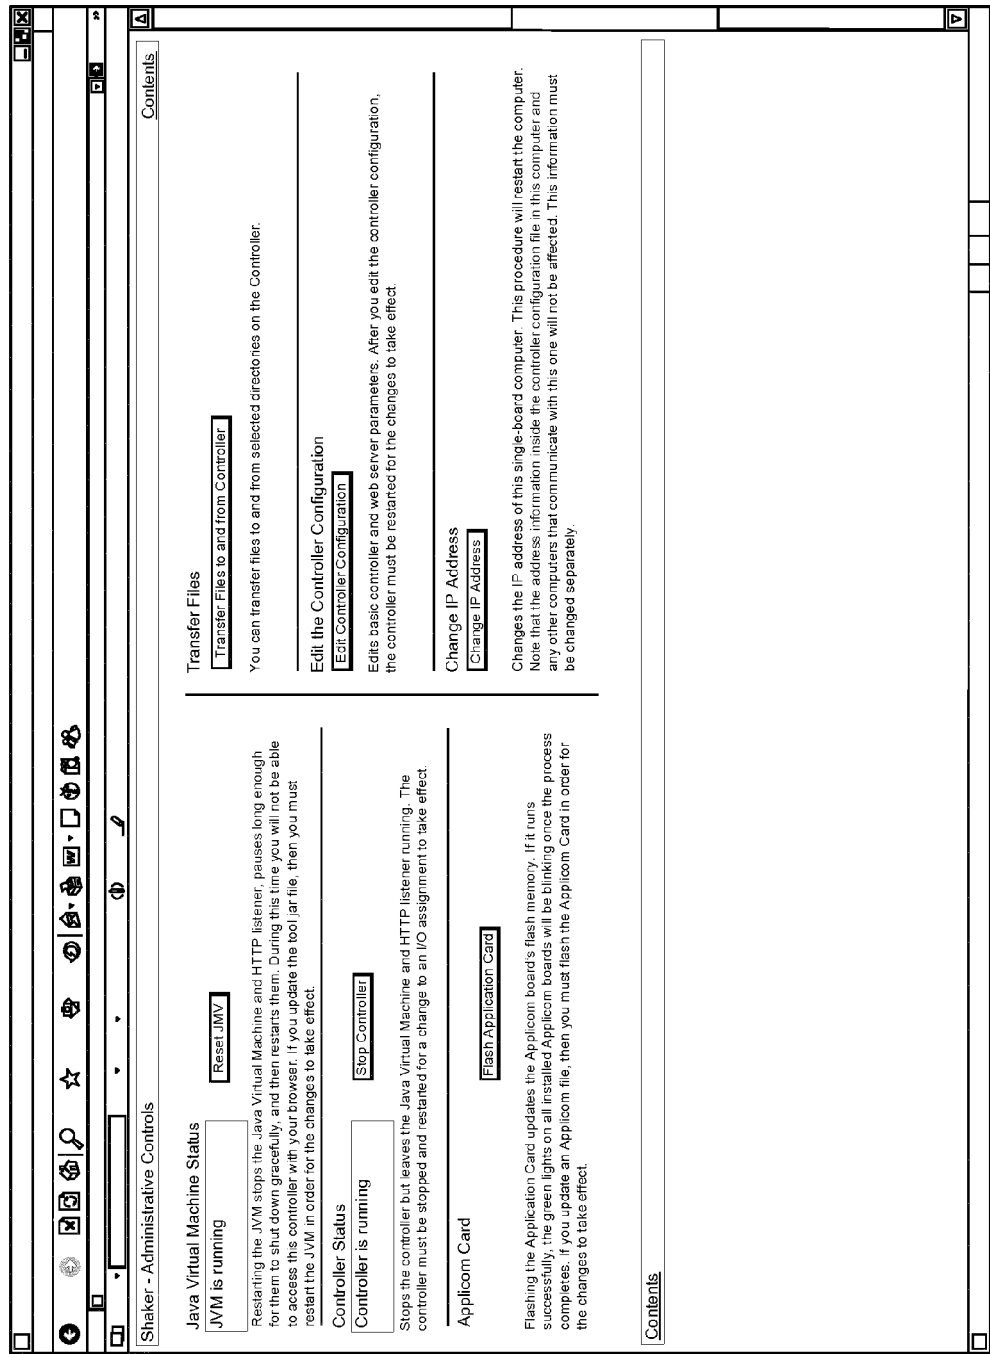 Shaker - Administrative Controls
Contents
Java Virtual Machine Status
JVM is running
Reset JMV
Restarting the JVM stops the Java Virtual Machine and HTTP listener, pauses long enough
for them to shut down gracefully, and then restarts them. During this time you will not be able
to access this controller with your browser. If you update the tool jar file, then you must
restart the JVM in order for the changes to take effect.
Controller Status
Controller is running
Stop Controller
Stops the controller but leaves the Java Virtual Machine and HTTP listener running. The
controller must be stopped and restarted for a change to an I/O assignment to take effect.
Applicom Card
Flash Application Card
Flashing the Application Card updates the Applicom board's flash memory. If it runs
successfully, the green lights on all installed Applicom boards will be blinking once the process
completes. If you update an Applicom file, then you must flash the Applicom Card in order for
the changes to take effect.
Transfer Files
Transfer Files to and from Controller
You can transfer files to and from selected directories on the Controller.
Edit the Controller Configuration
Edit Controller Configuration
Edits basic controller and web server parameters. After you edit the controller configuration,
the controller must be restarted for the changes to take effect.
Change IP Address
Change IP Address
Changes the IP address of this single-board computer. This procedure will restart the computer.
Note that the address information inside the controller configuration file in this computer and
any other computers that communicate with this one will not be affected. This information must
be changed separately.
Contents